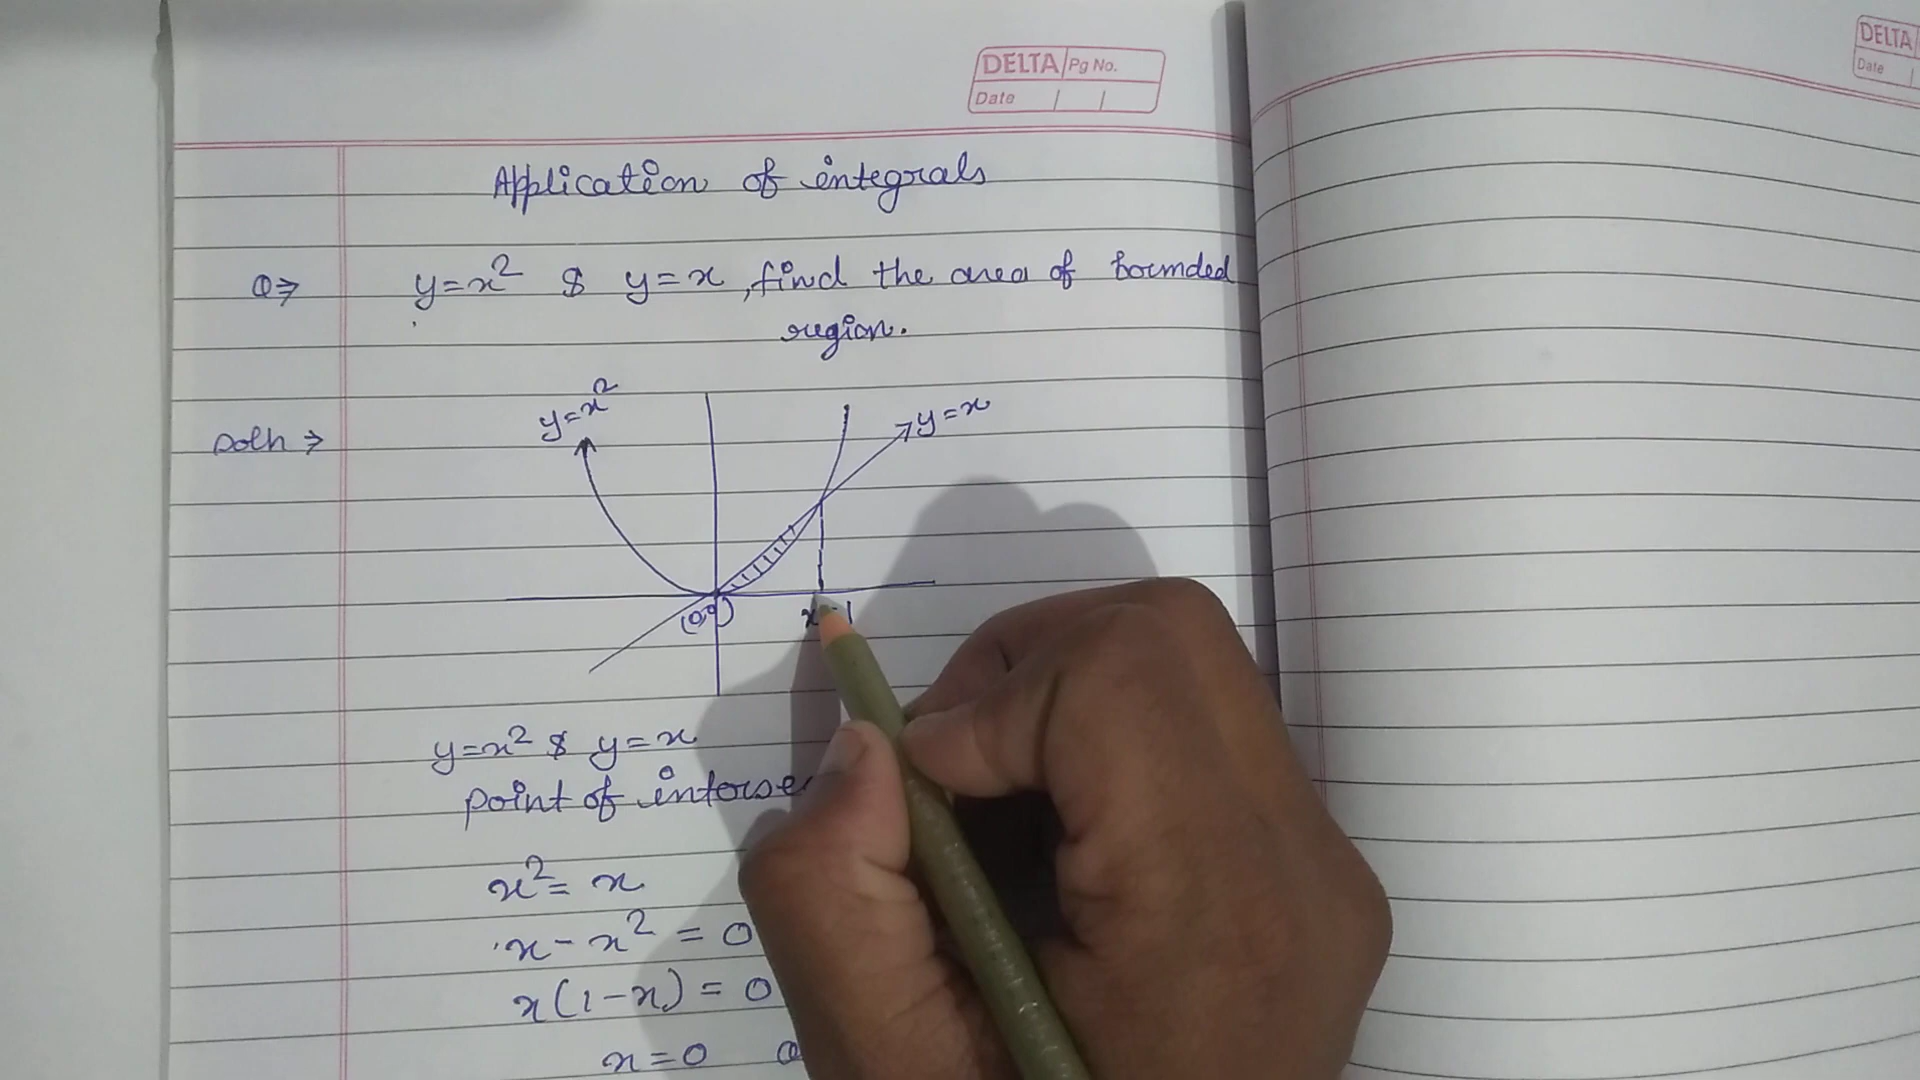 DELTA Pg No.
Date / /
DELTA
Date /
Application of integrals
Q⇒ y=x² & y=x, find the area of bounded
region.
Soln ⇒
y=x²
y=x
(0,0)
y=x² & y=x
point of
x² = x
x - x² = 0
x(1-x) = 0
x=0